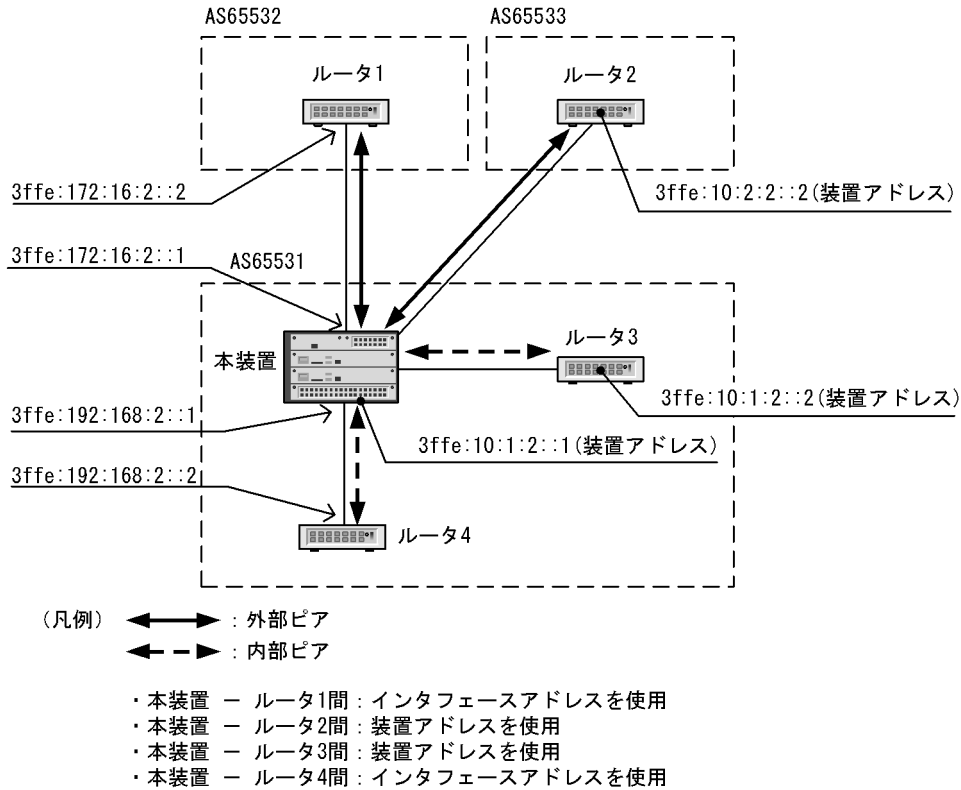 AS65532
AS65533
ルータ1
ルータ2
3ffe:172:16:2::2
3ffe:10:2:2::2(装置アドレス)
3ffe:172:16:2::1
AS65531
ルータ3
本装置
3ffe:10:1:2::2(装置アドレス)
3ffe:192:168:2::1
3ffe:10:1:2::1(装置アドレス)
3ffe:192:168:2::2
ルータ4
(凡例)
：外部ピア
：内部ピア
・本装置 － ルータ1間：インタフェースアドレスを使用
・本装置 － ルータ2間：装置アドレスを使用
・本装置 － ルータ3間：装置アドレスを使用
・本装置 － ルータ4間：インタフェースアドレスを使用